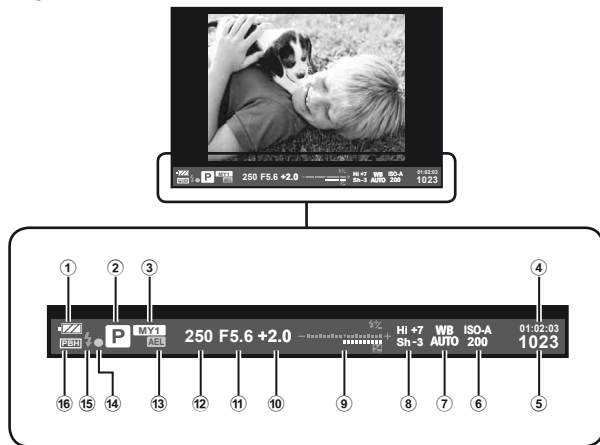 P MY1 250 F5.6 +2.0 Hi +7 WB ISO-A 01:02:03
Sh-3 AUTO 200 1023
① ② ③ ④
P MY1 250 F5.6 +2.0 – + Hi +7 WB ISO-A 01:02:03
PBH AEL Sh-3 AUTO 200 1023
⑯ ⑮ ⑭ ⑬ ⑫ ⑪ ⑩ ⑨ ⑧ ⑦ ⑥ ⑤